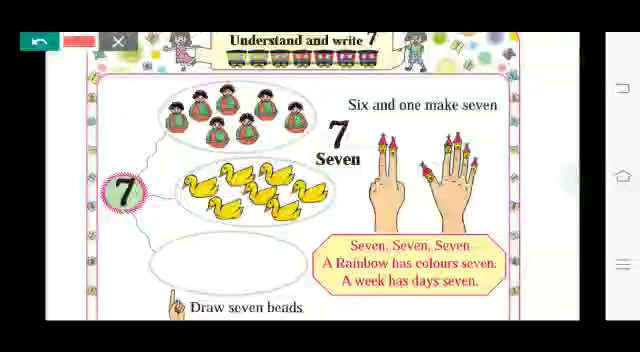 Understand and write 7
Six and one make seven
7
Seven
7
Seven, Seven, Seven
A Rainbow has colours seven.
A week has days seven.
Draw seven beads